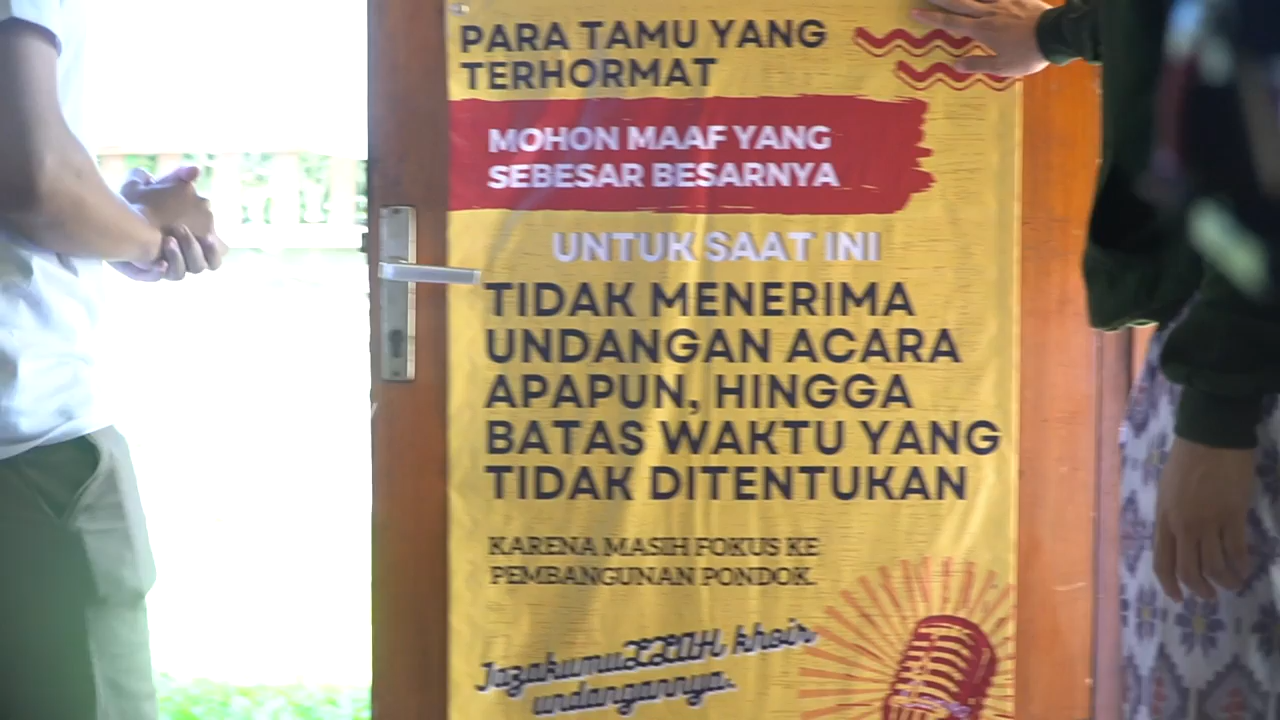 PARA TAMU YANG
TERHORMAT
MOHON MAAF YANG
SEBESAR BESARNYA
UNTUK SAAT INI
TIDAK MENERIMA
UNDANGAN ACARA
APAPUN, HINGGA
BATAS WAKTU YANG
TIDAK DITENTUKAN
KARENA MASIH FOKUS KE
PEMBANGUNAN PONDOK.
JazakumuLLAH khoir
undangannya.